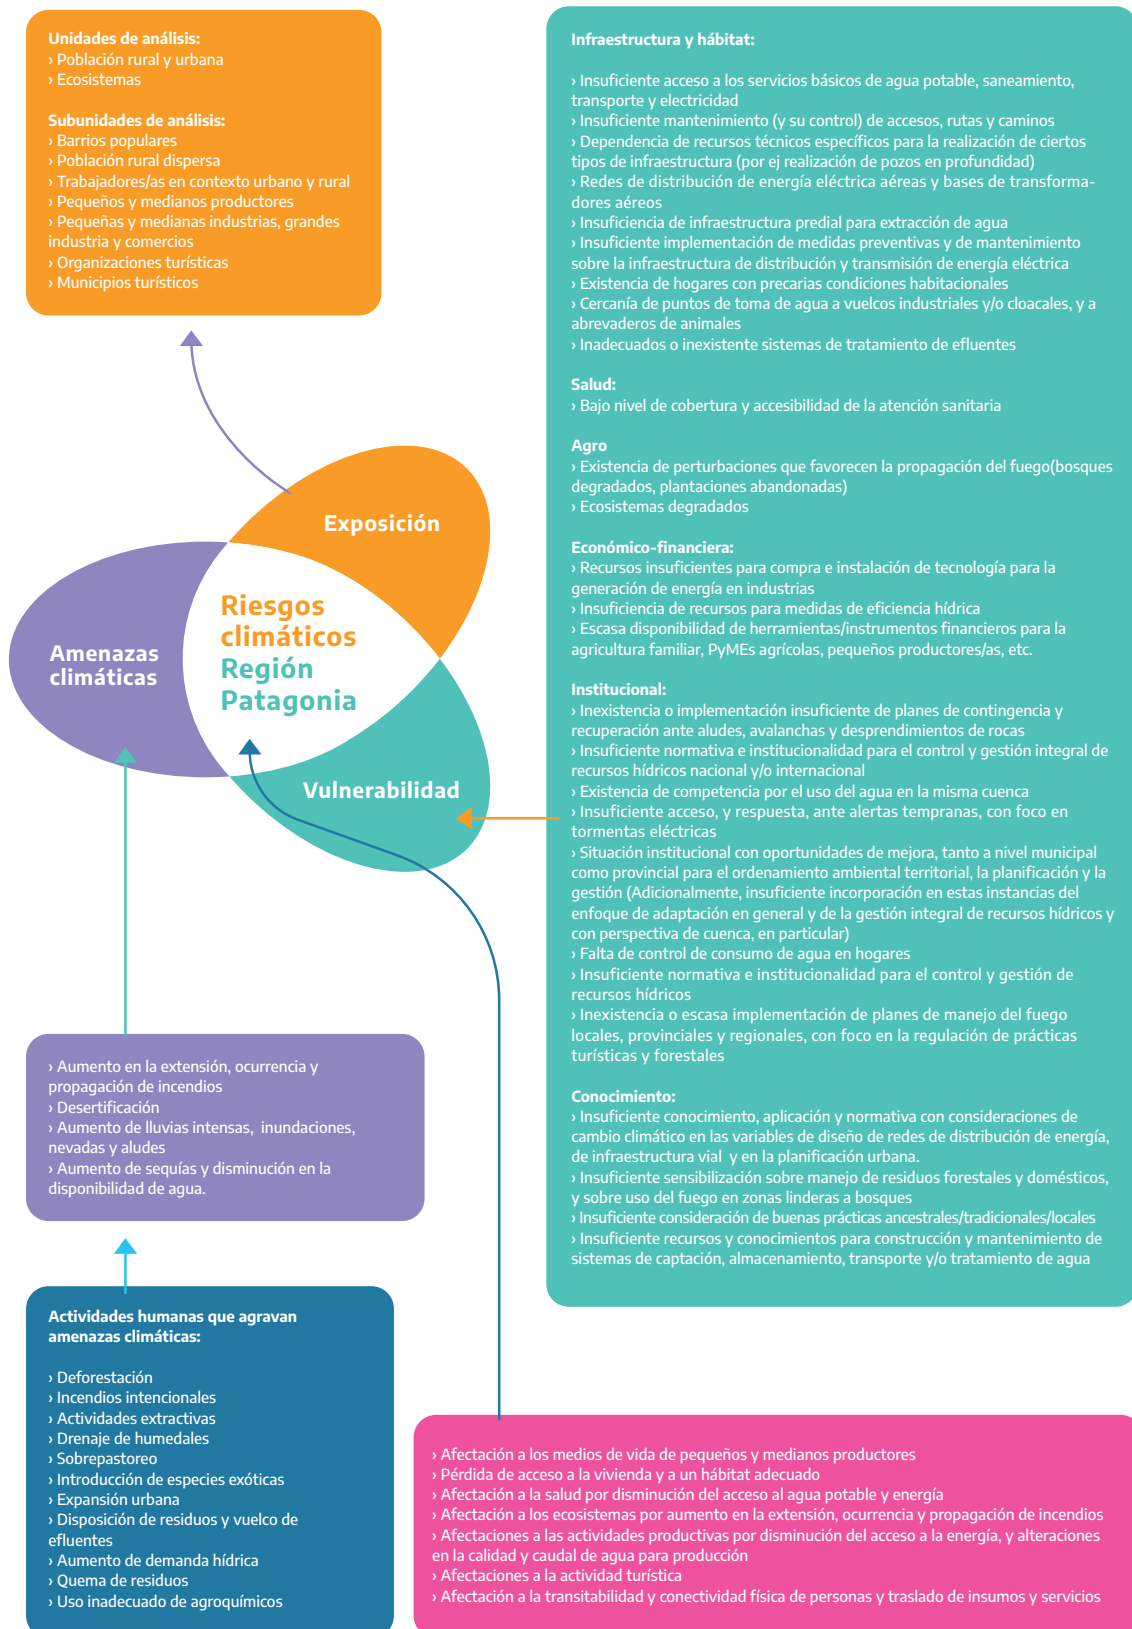 Unidades de análisis:
› Población rural y urbana
› Ecosistemas
Subunidades de análisis:
› Barrios populares
› Población rural dispersa
› Trabajadores/as en contexto urbano y rural
› Pequeños y medianos productores
› Pequeñas y medianas industrias, grandes
industria y comercios
› Organizaciones turísticas
› Municipios turísticos
Exposición
Amenazas
climáticas
Riesgos
climáticos
Región
Patagonia
Vulnerabilidad
› Aumento en la extensión, ocurrencia y
propagación de incendios
› Desertificación
› Aumento de lluvias intensas, inundaciones,
nevadas y aludes
› Aumento de sequías y disminución en la
disponibilidad de agua.
Actividades humanas que agravan
amenazas climáticas:
› Deforestación
› Incendios intencionales
› Actividades extractivas
› Drenaje de humedales
› Sobrepastoreo
› Introducción de especies exóticas
› Expansión urbana
› Disposición de residuos y vuelco de
efluentes
› Aumento de demanda hídrica
› Quema de residuos
› Uso inadecuado de agroquímicos
Infraestructura y hábitat:
› Insuficiente acceso a los servicios básicos de agua potable, saneamiento,
transporte y electricidad
› Insuficiente mantenimiento (y su control) de accesos, rutas y caminos
› Dependencia de recursos técnicos específicos para la realización de ciertos
tipos de infraestructura (por ej realización de pozos en profundidad)
› Redes de distribución de energía eléctrica aéreas y bases de transforma-
dores aéreos
› Insuficiencia de infraestructura predial para extracción de agua
› Insuficiente implementación de medidas preventivas y de mantenimiento
sobre la infraestructura de distribución y transmisión de energía eléctrica
› Existencia de hogares con precarias condiciones habitacionales
› Cercanía de puntos de toma de agua a vuelcos industriales y/o cloacales, y a
abrevaderos de animales
› Inadecuados o inexistente sistemas de tratamiento de efluentes
Salud:
› Bajo nivel de cobertura y accesibilidad de la atención sanitaria
Agro
› Existencia de perturbaciones que favorecen la propagación del fuego(bosques
degradados, plantaciones abandonadas)
› Ecosistemas degradados
Económico-financiera:
› Recursos insuficientes para compra e instalación de tecnología para la
generación de energía en industrias
› Insuficiencia de recursos para medidas de eficiencia hídrica
› Escasa disponibilidad de herramientas/instrumentos financieros para la
agricultura familiar, PyMEs agrícolas, pequeños productores/as, etc.
Institucional:
› Inexistencia o implementación insuficiente de planes de contingencia y
recuperación ante aludes, avalanchas y desprendimientos de rocas
› Insuficiente normativa e institucionalidad para el control y gestión integral de
recursos hídricos nacional y/o internacional
› Existencia de competencia por el uso del agua en la misma cuenca
› Insuficiente acceso, y respuesta, ante alertas tempranas, con foco en
tormentas eléctricas
› Situación institucional con oportunidades de mejora, tanto a nivel municipal
como provincial para el ordenamiento ambiental territorial, la planificación y la
gestión (Adicionalmente, insuficiente incorporación en estas instancias del
enfoque de adaptación en general y de la gestión integral de recursos hídricos y
con perspectiva de cuenca, en particular)
› Falta de control de consumo de agua en hogares
› Insuficiente normativa e institucionalidad para el control y gestión de
recursos hídricos
› Inexistencia o escasa implementación de planes de manejo del fuego
locales, provinciales y regionales, con foco en la regulación de prácticas
turísticas y forestales
Conocimiento:
› Insuficiente conocimiento, aplicación y normativa con consideraciones de
cambio climático en las variables de diseño de redes de distribución de energía,
de infraestructura vial y en la planificación urbana.
› Insuficiente sensibilización sobre manejo de residuos forestales y domésticos,
y sobre uso del fuego en zonas linderas a bosques
› Insuficiente consideración de buenas prácticas ancestrales/tradicionales/locales
› Insuficiente recursos y conocimientos para construcción y mantenimiento de
sistemas de captación, almacenamiento, transporte y/o tratamiento de agua
› Afectación a los medios de vida de pequeños y medianos productores
› Pérdida de acceso a la vivienda y a un hábitat adecuado
› Afectación a la salud por disminución del acceso al agua potable y energía
› Afectación a los ecosistemas por aumento en la extensión, ocurrencia y propagación de incendios
› Afectaciones a las actividades productivas por disminución del acceso a la energía, y alteraciones
en la calidad y caudal de agua para producción
› Afectaciones a la actividad turística
› Afectación a la transitabilidad y conectividad física de personas y traslado de insumos y servicios